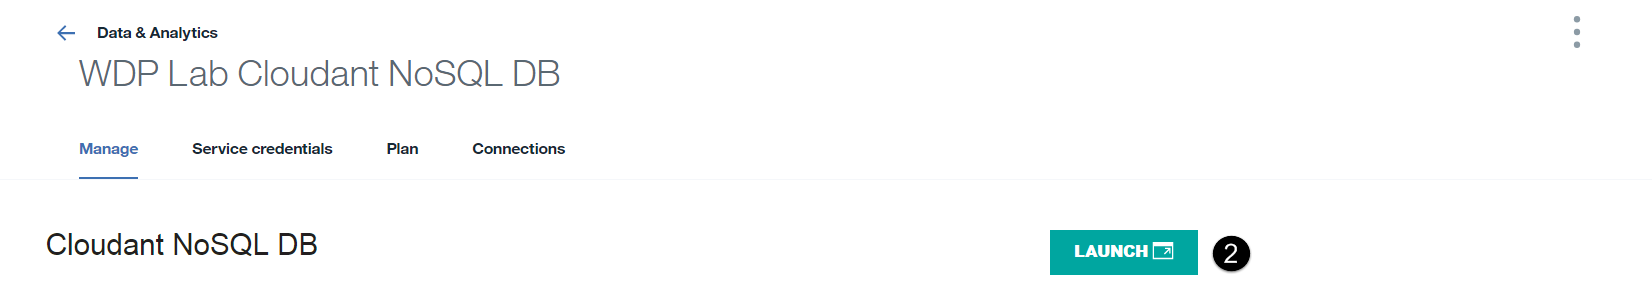 Data & Analytics
WDP Lab Cloudant NoSQL DB
Manage Service credentials Plan Connections
Cloudant NoSQL DB LAUNCH 2